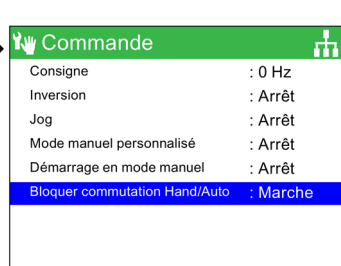 Commande
Consigne : 0 Hz
Inversion : Arrêt
Jog : Arrêt
Mode manuel personnalisé : Arrêt
Démarrage en mode manuel : Arrêt
Bloquer commutation Hand/Auto : Marche